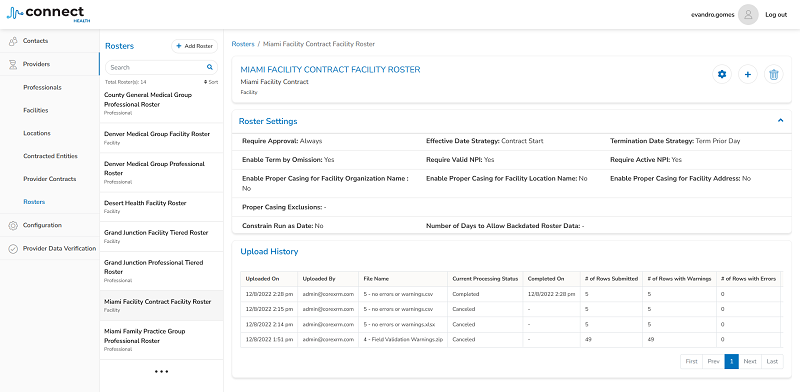 connect
HEALTH
evandro.gomes
Log out
Contacts
Providers
Professionals
Facilities
Locations
Contracted Entities
Provider Contracts
Rosters
Configuration
Provider Data Verification
Rosters
+ Add Roster
Search
Total Roster(s): 14
Sort
County General Medical Group
Professional Roster
Professional
Denver Medical Group Facility Roster
Facility
Denver Medical Group Professional
Roster
Professional
Desert Health Facility Roster
Facility
Grand Junction Facility Tiered Roster
Facility
Grand Junction Professional Tiered
Roster
Professional
Miami Facility Contract Facility Roster
Facility
Miami Family Practice Group
Professional Roster
Professional
•••
Rosters / Miami Facility Contract Facility Roster
MIAMI FACILITY CONTRACT FACILITY ROSTER
Miami Facility Contract
Facility
Roster Settings
Require Approval: Always Effective Date Strategy: Contract Start Termination Date Strategy: Term Prior Day
Enable Term by Omission: Yes Require Valid NPI: Yes Require Active NPI: Yes
Enable Proper Casing for Facility Organization Name : Enable Proper Casing for Facility Location Name: No Enable Proper Casing for Facility Address: No
No
Proper Casing Exclusions: -
Constrain Run as Date: No Number of Days to Allow Backdated Roster Data: -
Upload History
Uploaded On Uploaded By File Name Current Processing Status Completed On # of Rows Submitted # of Rows with Warnings # of Rows with Errors
12/8/2022 2:28 pm admin@corexrm.com 5 - no errors or warnings.csv Completed 12/8/2022 2:28 pm 5 5 0
12/8/2022 2:15 pm admin@corexrm.com 5 - no errors or warnings.csv Canceled - 5 5 0
12/8/2022 2:14 pm admin@corexrm.com 5 - no errors or warnings.xlsx Canceled - 5 5 0
12/8/2022 1:51 pm admin@corexrm.com 4 - Field Validation Warnings.zip Canceled - 49 49 0
First Prev 1 Next Last